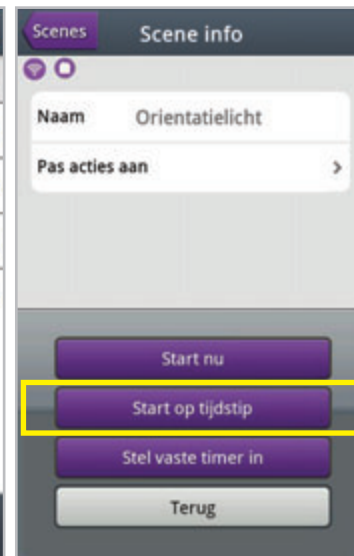 Scenes Scene info
Naam Orientatielicht
Pas acties aan
Start nu
Start op tijdstip
Stel vaste timer in
Terug